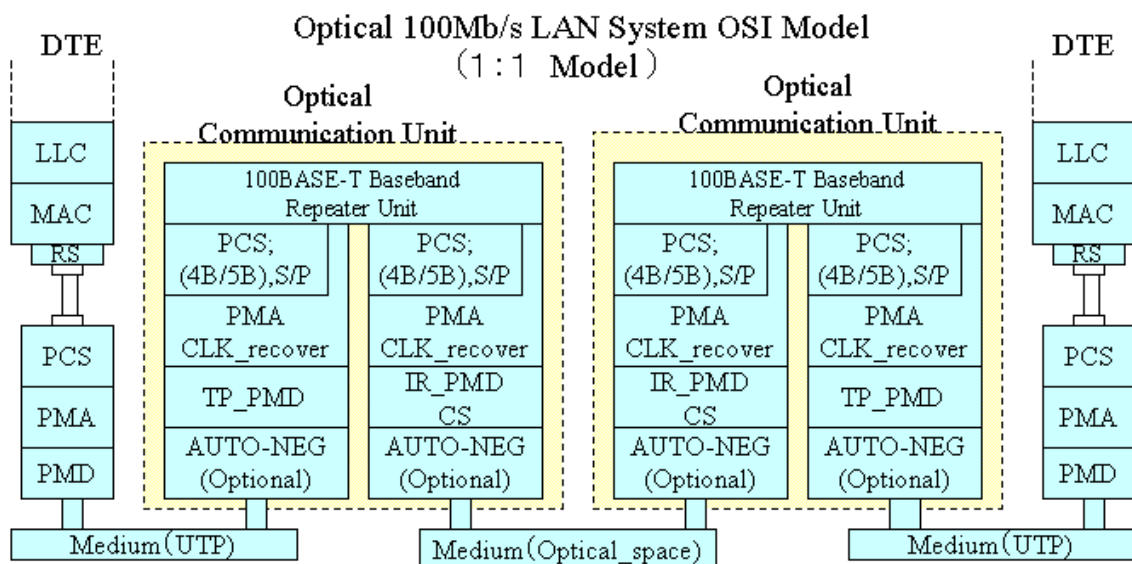 Optical 100Mb/s LAN System OSI Model
(1:1 Model)
DTE
LLC
MAC
RS
PCS
PMA
PMD
Optical
Communication Unit
100BASE-T Baseband
Repeater Unit
PCS;
(4B/5B),S/P
PMA
CLK_recover
TP_PMD
AUTO-NEG
(Optional)
PCS;
(4B/5B),S/P
PMA
CLK_recover
IR_PMD
CS
AUTO-NEG
(Optional)
Optical
Communication Unit
100BASE-T Baseband
Repeater Unit
PCS;
(4B/5B),S/P
PMA
CLK_recover
IR_PMD
CS
AUTO-NEG
(Optional)
PCS;
(4B/5B),S/P
PMA
CLK_recover
TP_PMD
AUTO-NEG
(Optional)
DTE
LLC
MAC
RS
PCS
PMA
PMD
Medium(UTP)
Medium(Optical_space)
Medium(UTP)